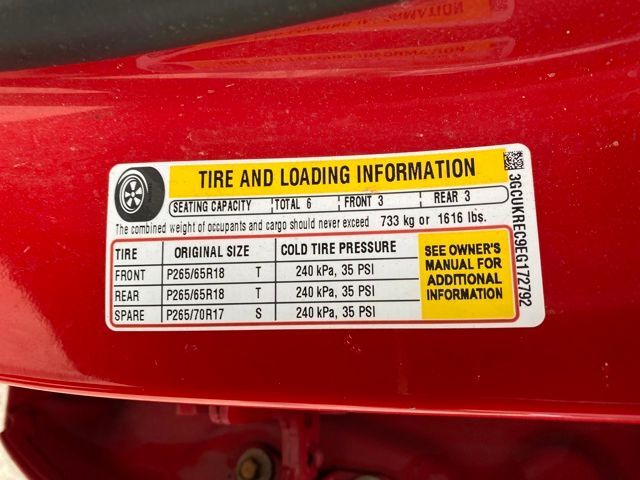 TIRE AND LOADING INFORMATION
SEATING CAPACITY TOTAL 6 FRONT 3 REAR 3
The combined weight of occupants and cargo should never exceed 733 kg or 1616 lbs.
TIRE ORIGINAL SIZE COLD TIRE PRESSURE
FRONT P265/65R18 T 240 kPa, 35 PSI
REAR P265/65R18 T 240 kPa, 35 PSI
SPARE P265/70R17 S 240 kPa, 35 PSI
SEE OWNER'S
MANUAL FOR
ADDITIONAL
INFORMATION
3GCUKREC9EG172792